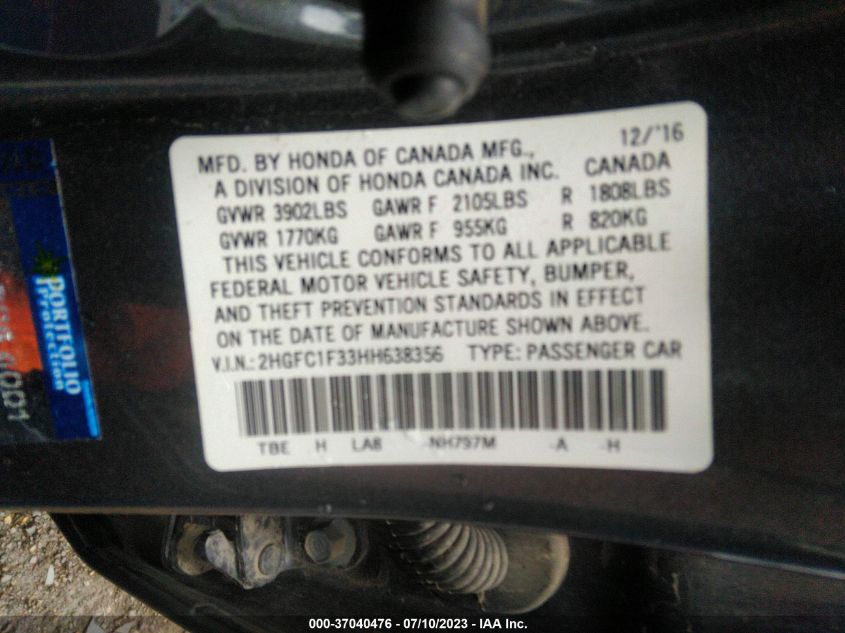 12/'16
MFD. BY HONDA OF CANADA MFG.,
A DIVISION OF HONDA CANADA INC. CANADA
GVWR 3902LBS GAWR F 2105LBS R 1808LBS
GVWR 1770KG GAWR F 955KG R 820KG
THIS VEHICLE CONFORMS TO ALL APPLICABLE
FEDERAL MOTOR VEHICLE SAFETY, BUMPER,
AND THEFT PREVENTION STANDARDS IN EFFECT
ON THE DATE OF MANUFACTURE SHOWN ABOVE.
V.I.N.: 2HGFC1F33HH638356 TYPE: PASSENGER CAR
TBE H LA8 -NH797M -A -H
PORTFOLIO
Protection
000-37040476 - 07/10/2023 - IAA Inc.